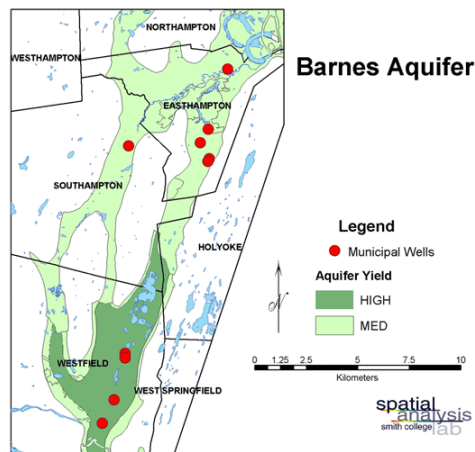 NORTHAMPTON
WESTHAMPTON
Barnes Aquifer
EASTHAMPTON
SOUTHAMPTON
HOLYOKE
Legend
Municipal Wells
Aquifer Yield
HIGH
MED
N
WESTFIELD
WEST SPRINGFIELD
0 1.25 2.5 5 7.5 10
Kilometers
spatial
analysis
smith college lab